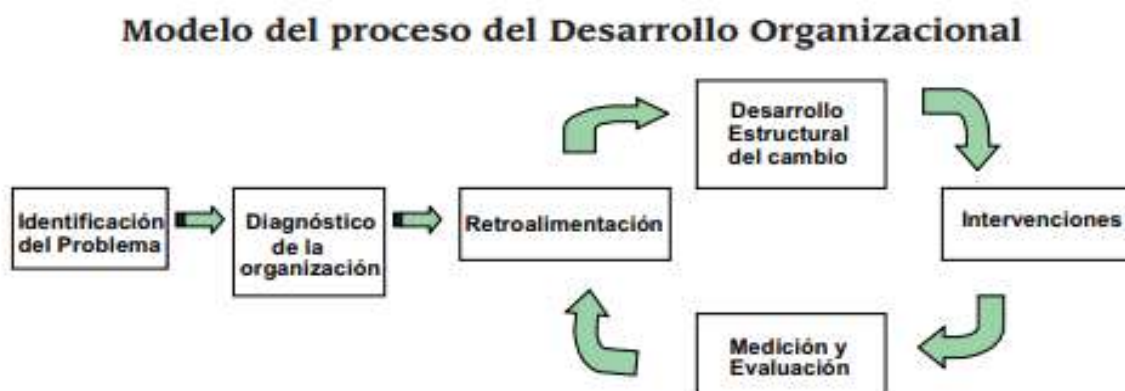 Modelo del proceso del Desarrollo Organizacional
Desarrollo
Estructural
del cambio
Identificación
del Problema
Diagnóstico
de la
organización
Retroalimentación
Intervenciones
Medición y
Evaluación